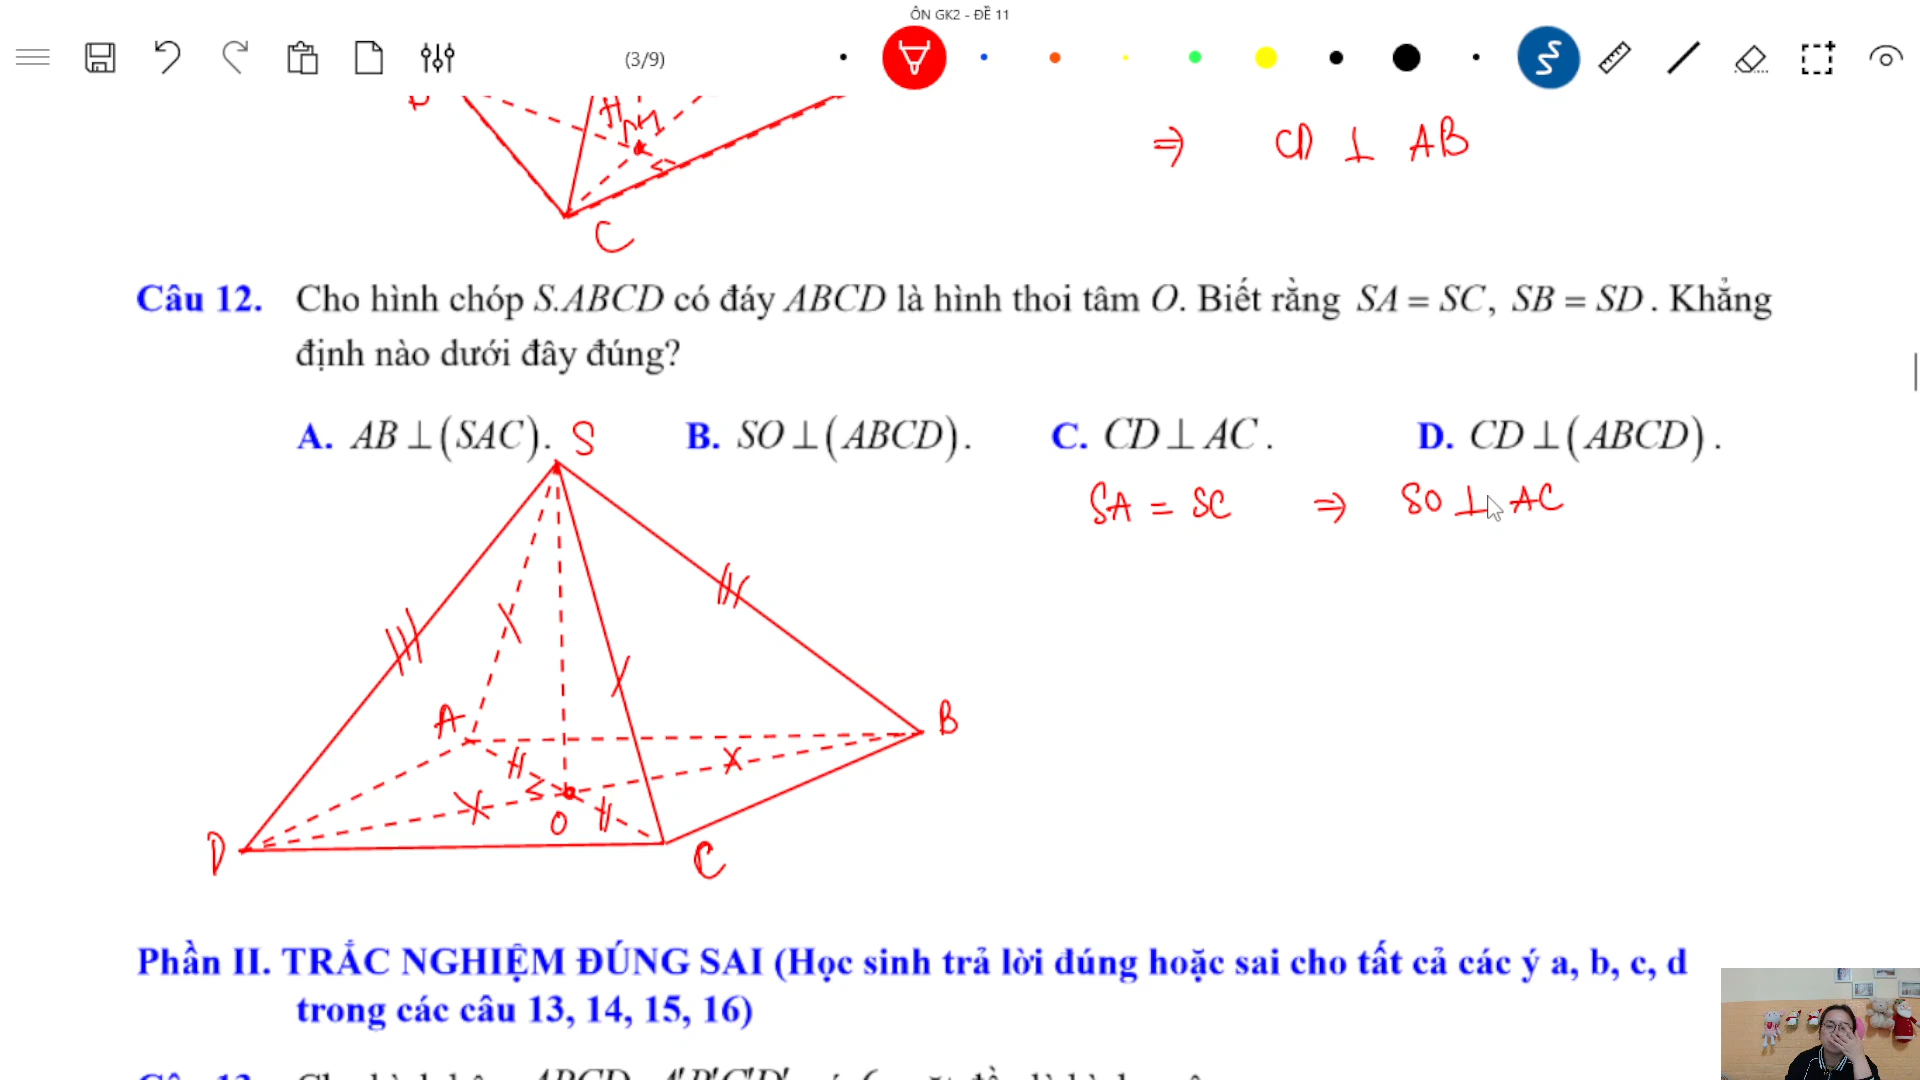 ÔN GK2 - ĐỀ 11
(3/9)
H M
⇒ CD ⊥ AB
C
Câu 12. Cho hình chóp S.ABCD có đáy ABCD là hình thoi tâm O. Biết rằng SA = SC, SB = SD. Khẳng
định nào dưới đây đúng?
A. AB ⊥ (SAC). B. SO ⊥ (ABCD). C. CD ⊥ AC. D. CD ⊥ (ABCD).
S
SA = SC ⇒ SO ⊥ AC
A
B
O
D
C
Phần II. TRẮC NGHIỆM ĐÚNG SAI (Học sinh trả lời đúng hoặc sai cho tất cả các ý a, b, c, d
trong các câu 13, 14, 15, 16)